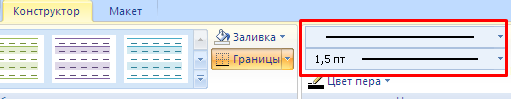 Конструктор Макет
Заливка
Границы
1,5 пт
Цвет пера